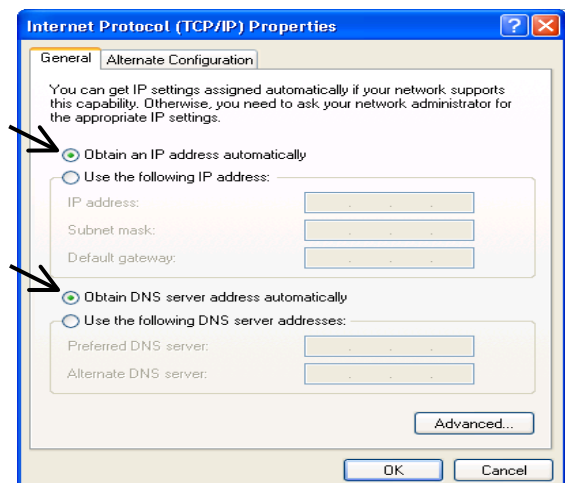 Internet Protocol (TCP/IP) Properties
General
Alternate Configuration
You can get IP settings assigned automatically if your network supports
this capability. Otherwise, you need to ask your network administrator for
the appropriate IP settings.
Obtain an IP address automatically
Use the following IP address:
IP address:
Subnet mask:
Default gateway:
Obtain DNS server address automatically
Use the following DNS server addresses:
Preferred DNS server:
Alternate DNS server:
Advanced...
OK
Cancel